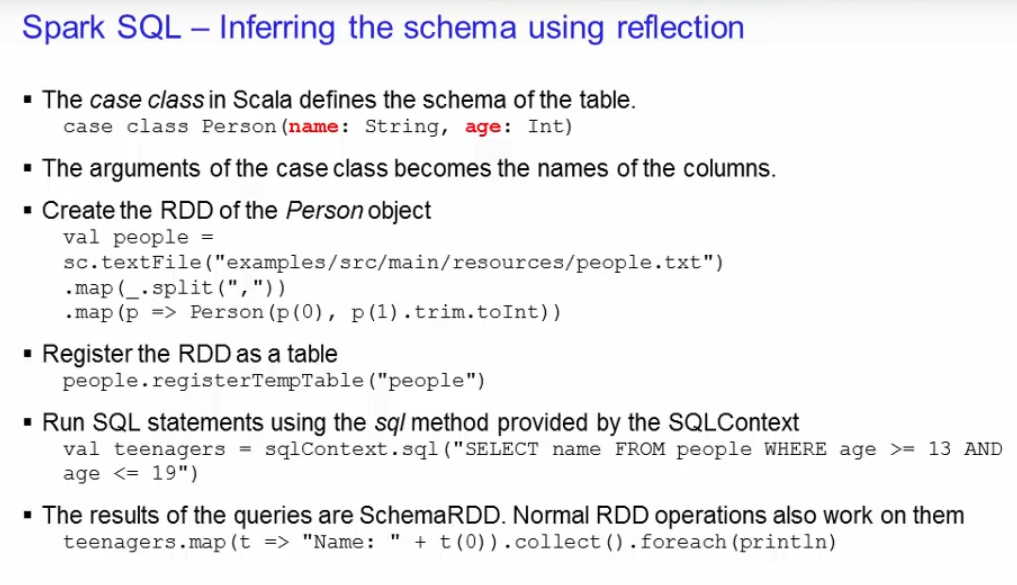 Spark SQL – Inferring the schema using reflection
▪ The case class in Scala defines the schema of the table.
case class Person(name: String, age: Int)
▪ The arguments of the case class becomes the names of the columns.
▪ Create the RDD of the Person object
val people =
sc.textFile("examples/src/main/resources/people.txt")
.map(_.split(","))
.map(p => Person(p(0), p(1).trim.toInt))
▪ Register the RDD as a table
people.registerTempTable("people")
▪ Run SQL statements using the sql method provided by the SQLContext
val teenagers = sqlContext.sql("SELECT name FROM people WHERE age >= 13 AND
age <= 19")
▪ The results of the queries are SchemaRDD. Normal RDD operations also work on them
teenagers.map(t => "Name: " + t(0)).collect().foreach(println)